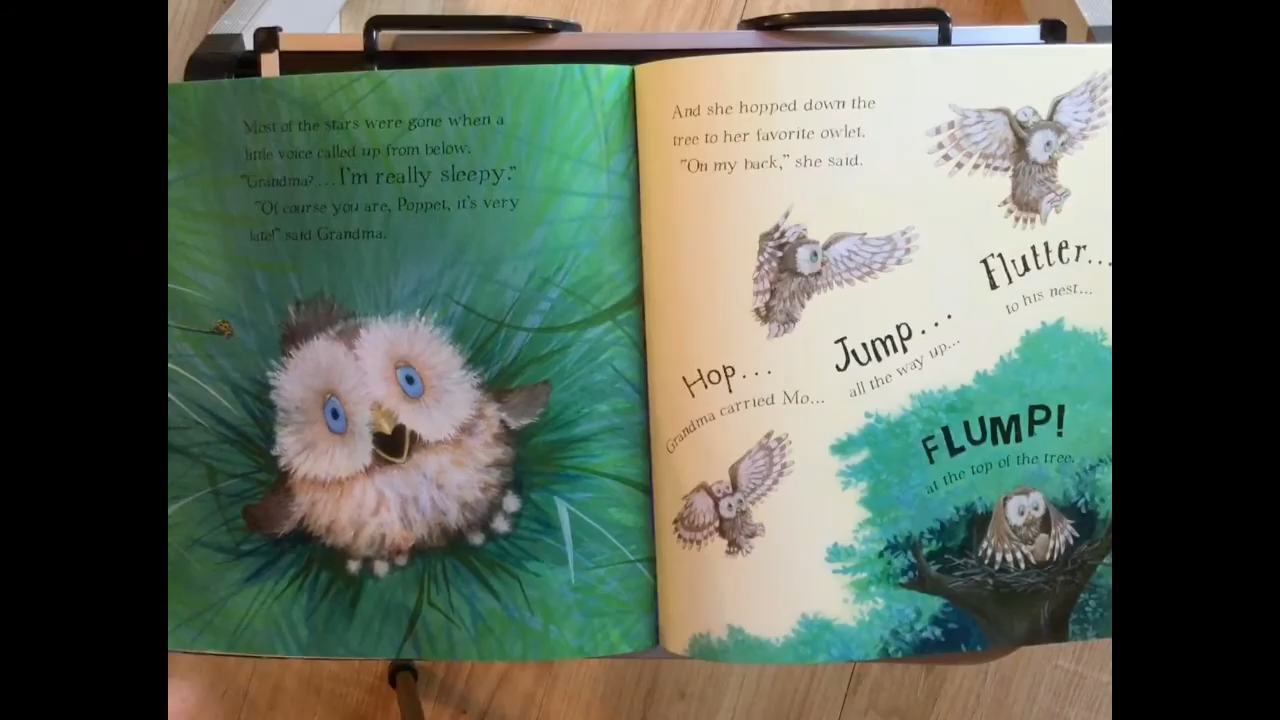 Most of the stars were gone when a
little voice called up from below.
"Grandma?...I'm really sleepy."
"Of course you are, Poppet, it's very
late!" said Grandma.
And she hopped down the
tree to her favorite owlet.
"On my back," she said.
Hop...
Grandma carried Mo...
Jump...
all the way up...
Flutter...
to his nest...
FLUMP!
at the top of the tree.